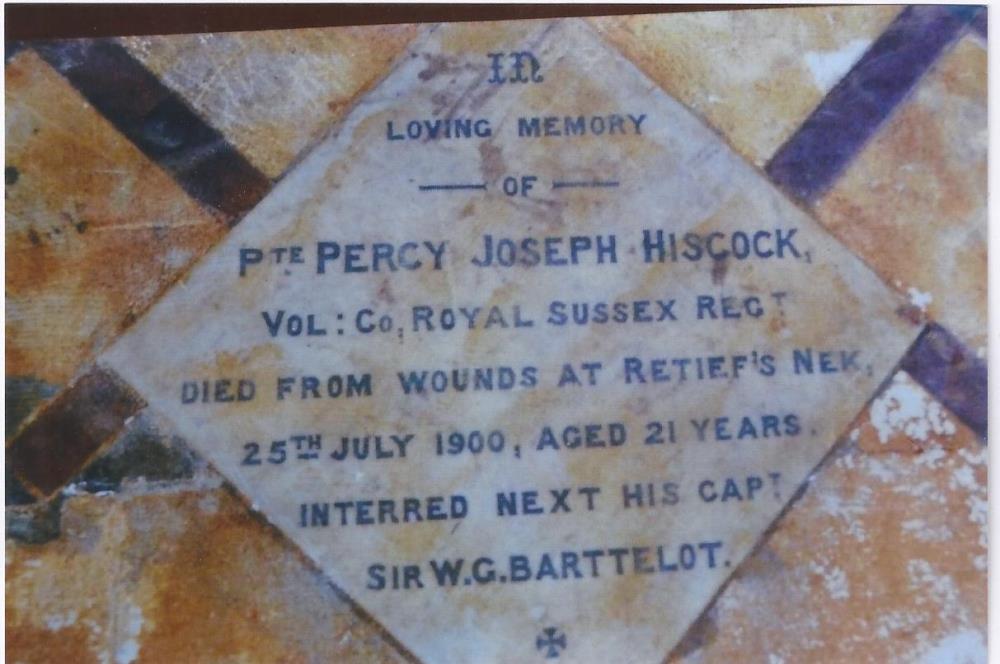 IN
LOVING MEMORY
OF
PTE PERCY JOSEPH HISCOCK,
VOL: CO, ROYAL SUSSEX REGT
DIED FROM WOUNDS AT RETIEF'S NEK,
25TH JULY 1900, AGED 21 YEARS.
INTERRED NEXT HIS CAPT
SIR W.G. BARTTELOT.